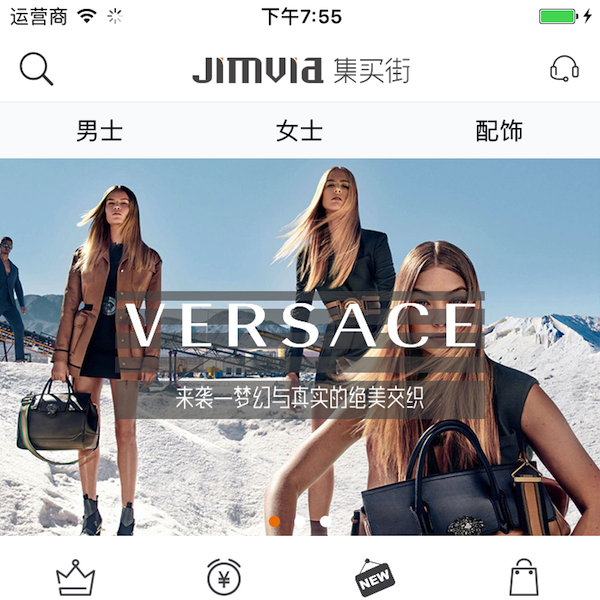 运营商 下午7:55
JIMVIA 集买街
男士 女士 配饰
VERSACE
来袭—梦幻与真实的绝美交织
¥ NEW